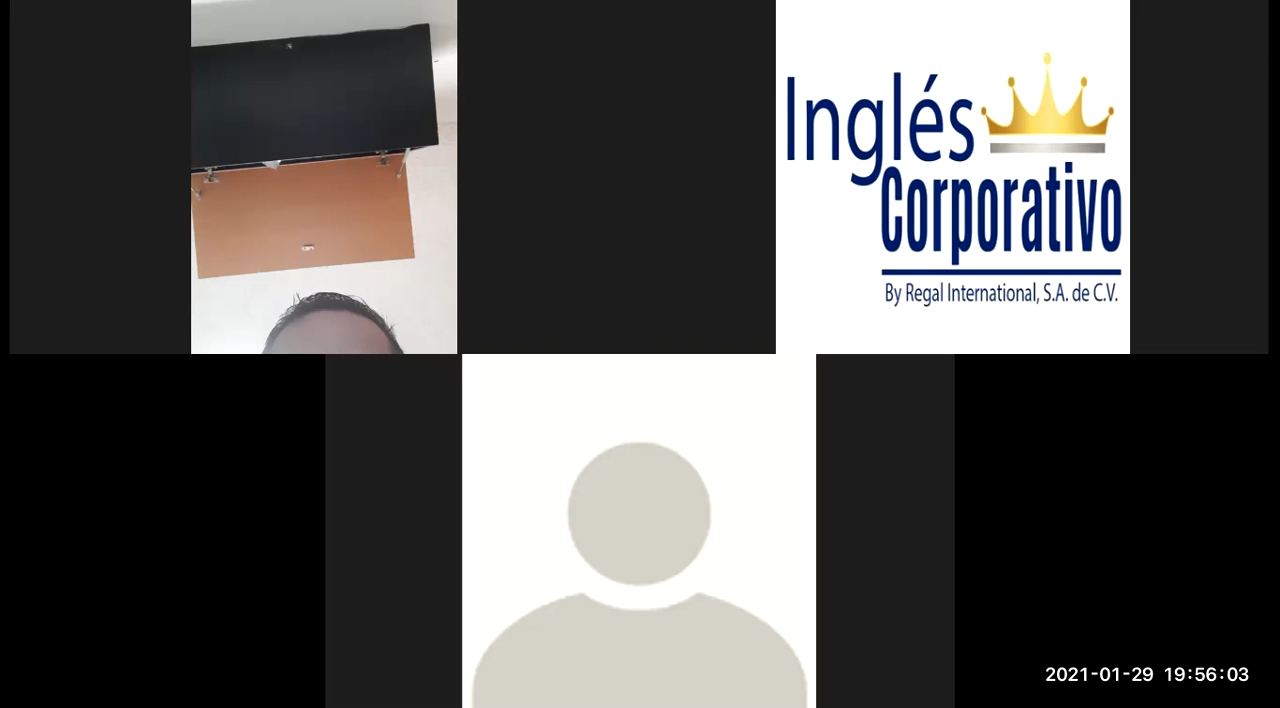 Inglés
Corporativo
By Regal International, S.A. de C.V.
2021-01-29 19:56:03